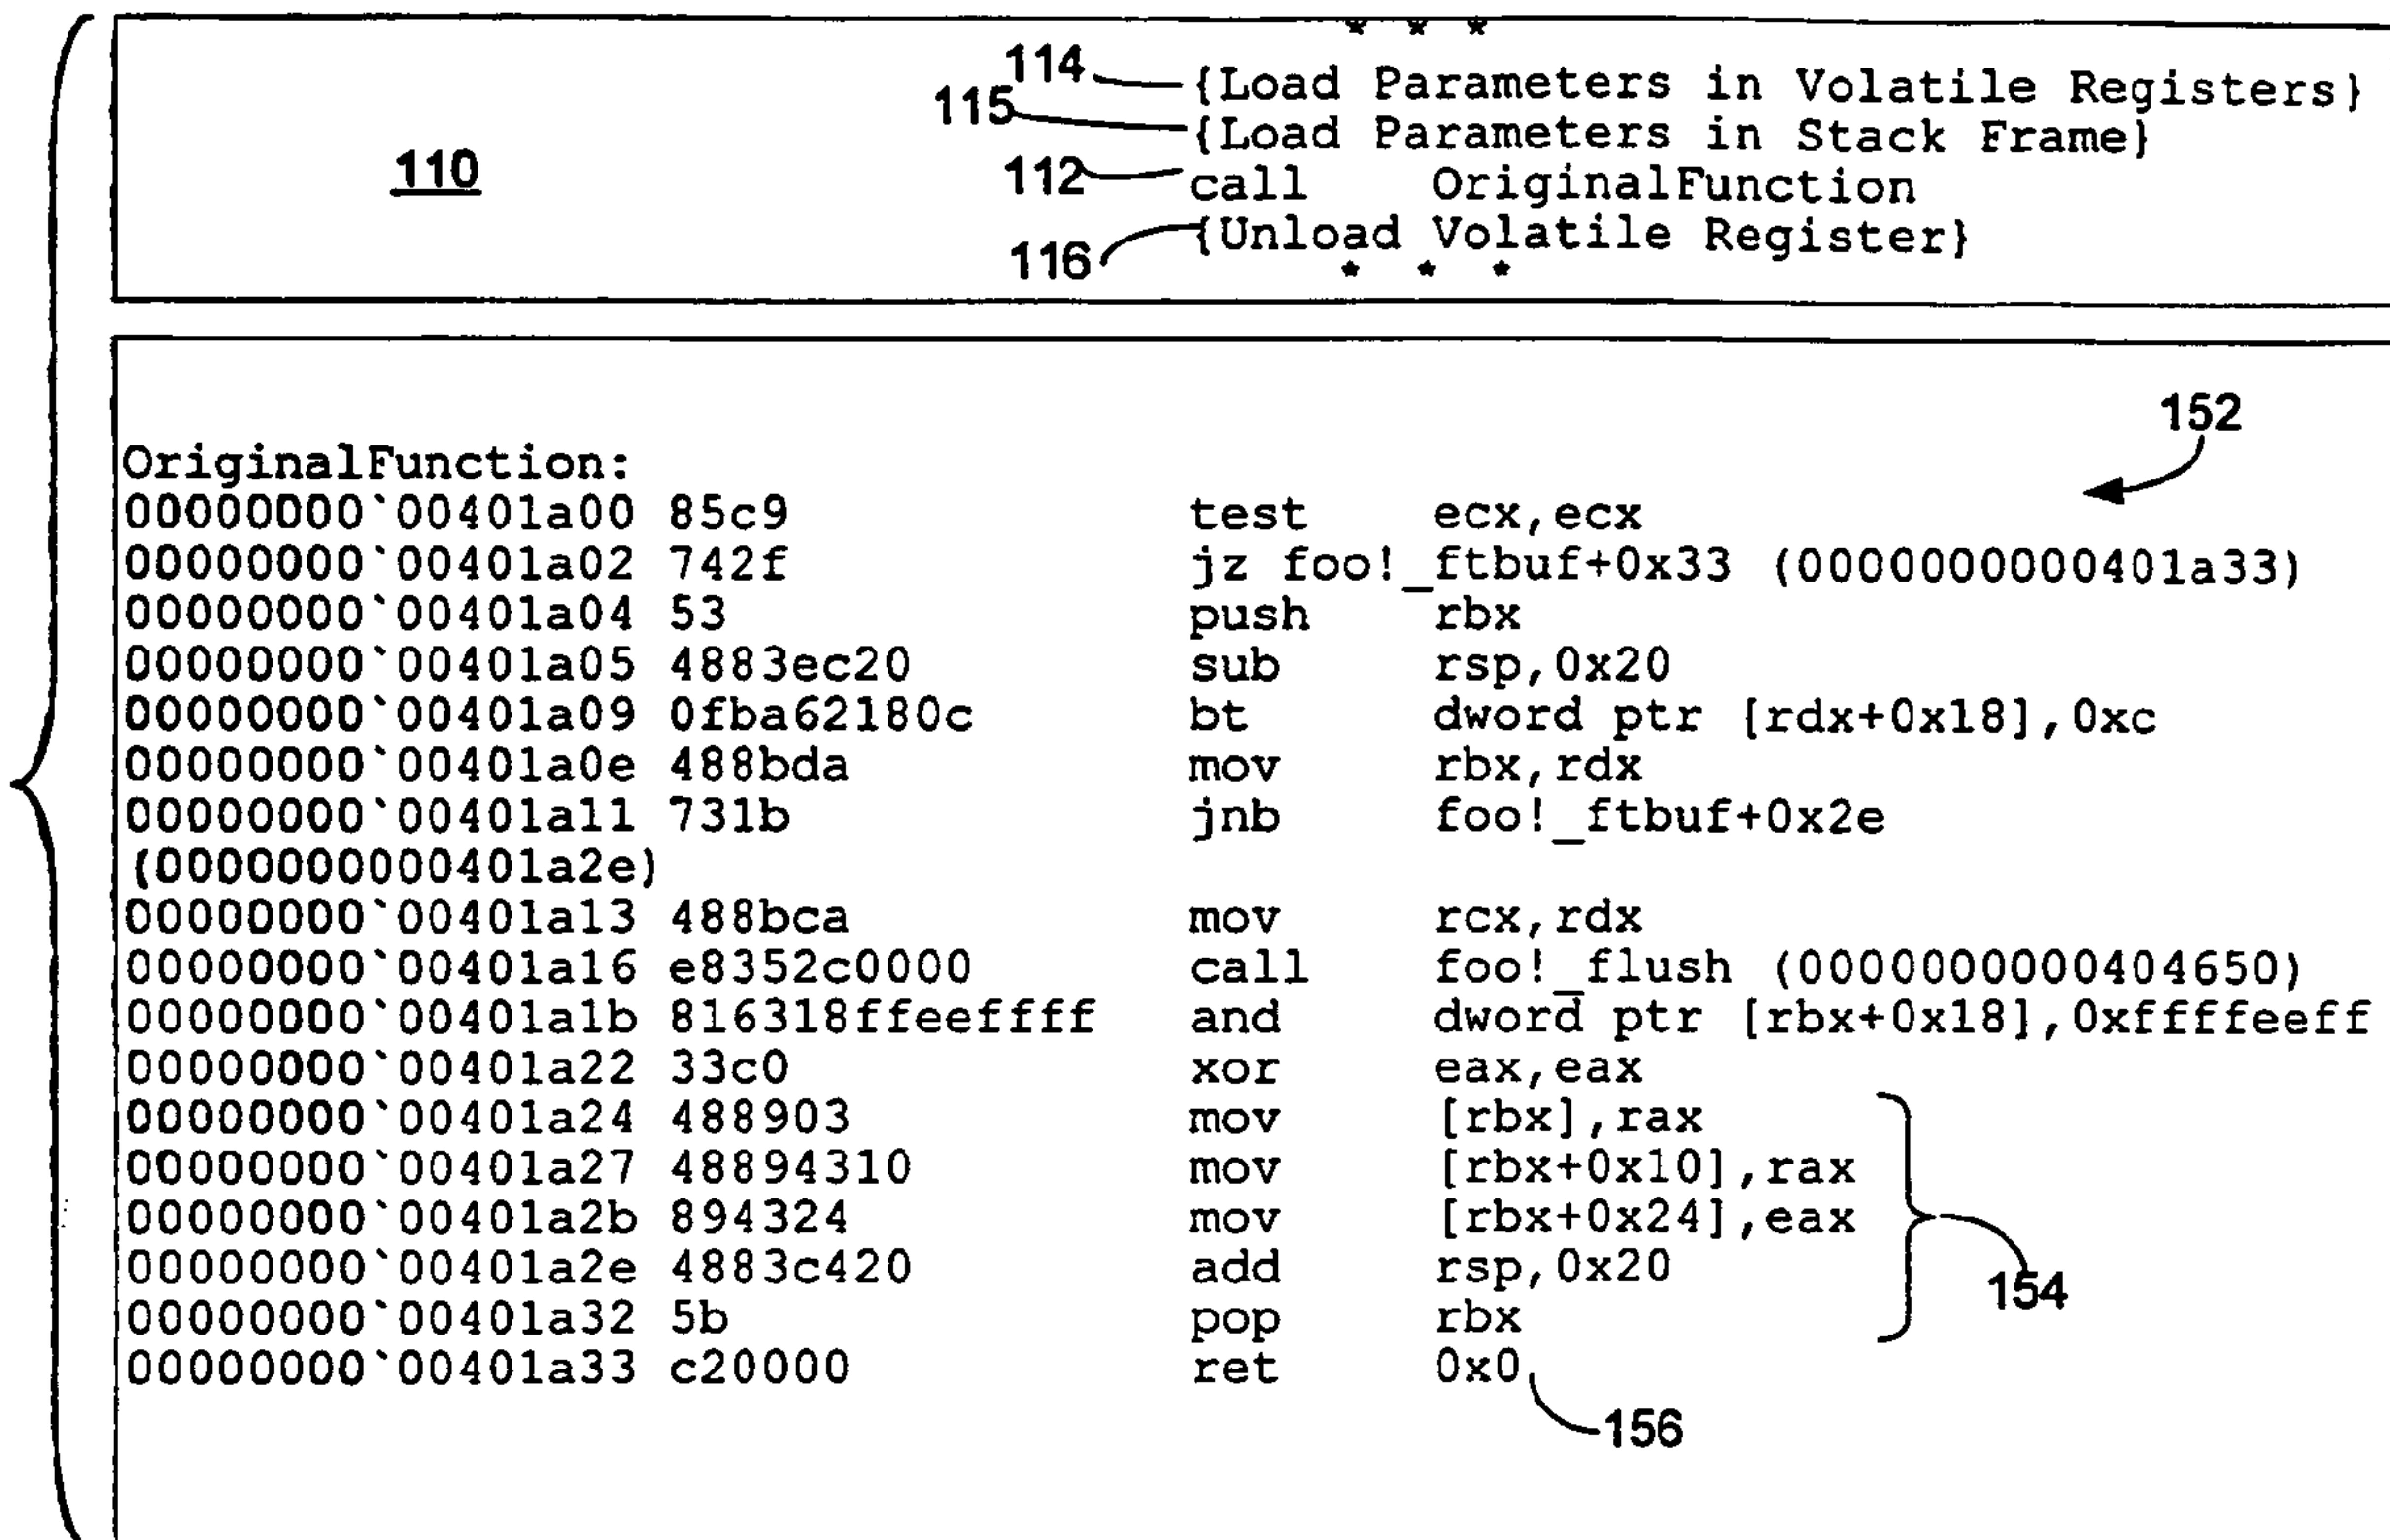 * * *
114 {Load Parameters in Volatile Registers}
115 {Load Parameters in Stack Frame}
110
112 call OriginalFunction
116 {Unload Volatile Register}
* * *
152
OriginalFunction:
00000000`00401a00 85c9 test ecx,ecx
00000000`00401a02 742f jz foo!_ftbuf+0x33 (0000000000401a33)
00000000`00401a04 53 push rbx
00000000`00401a05 4883ec20 sub rsp,0x20
00000000`00401a09 0fba62180c bt dword ptr [rdx+0x18],0xc
00000000`00401a0e 488bda mov rbx,rdx
00000000`00401a11 731b jnb foo!_ftbuf+0x2e
(0000000000401a2e)
00000000`00401a13 488bca mov rcx,rdx
00000000`00401a16 e8352c0000 call foo!_flush (0000000000404650)
00000000`00401a1b 816318ffeeffff and dword ptr [rbx+0x18],0xffffeeff
00000000`00401a22 33c0 xor eax,eax
00000000`00401a24 488903 mov [rbx],rax
00000000`00401a27 48894310 mov [rbx+0x10],rax
00000000`00401a2b 894324 mov [rbx+0x24],eax
00000000`00401a2e 4883c420 add rsp,0x20
154
00000000`00401a32 5b pop rbx
00000000`00401a33 c20000 ret 0x0
156